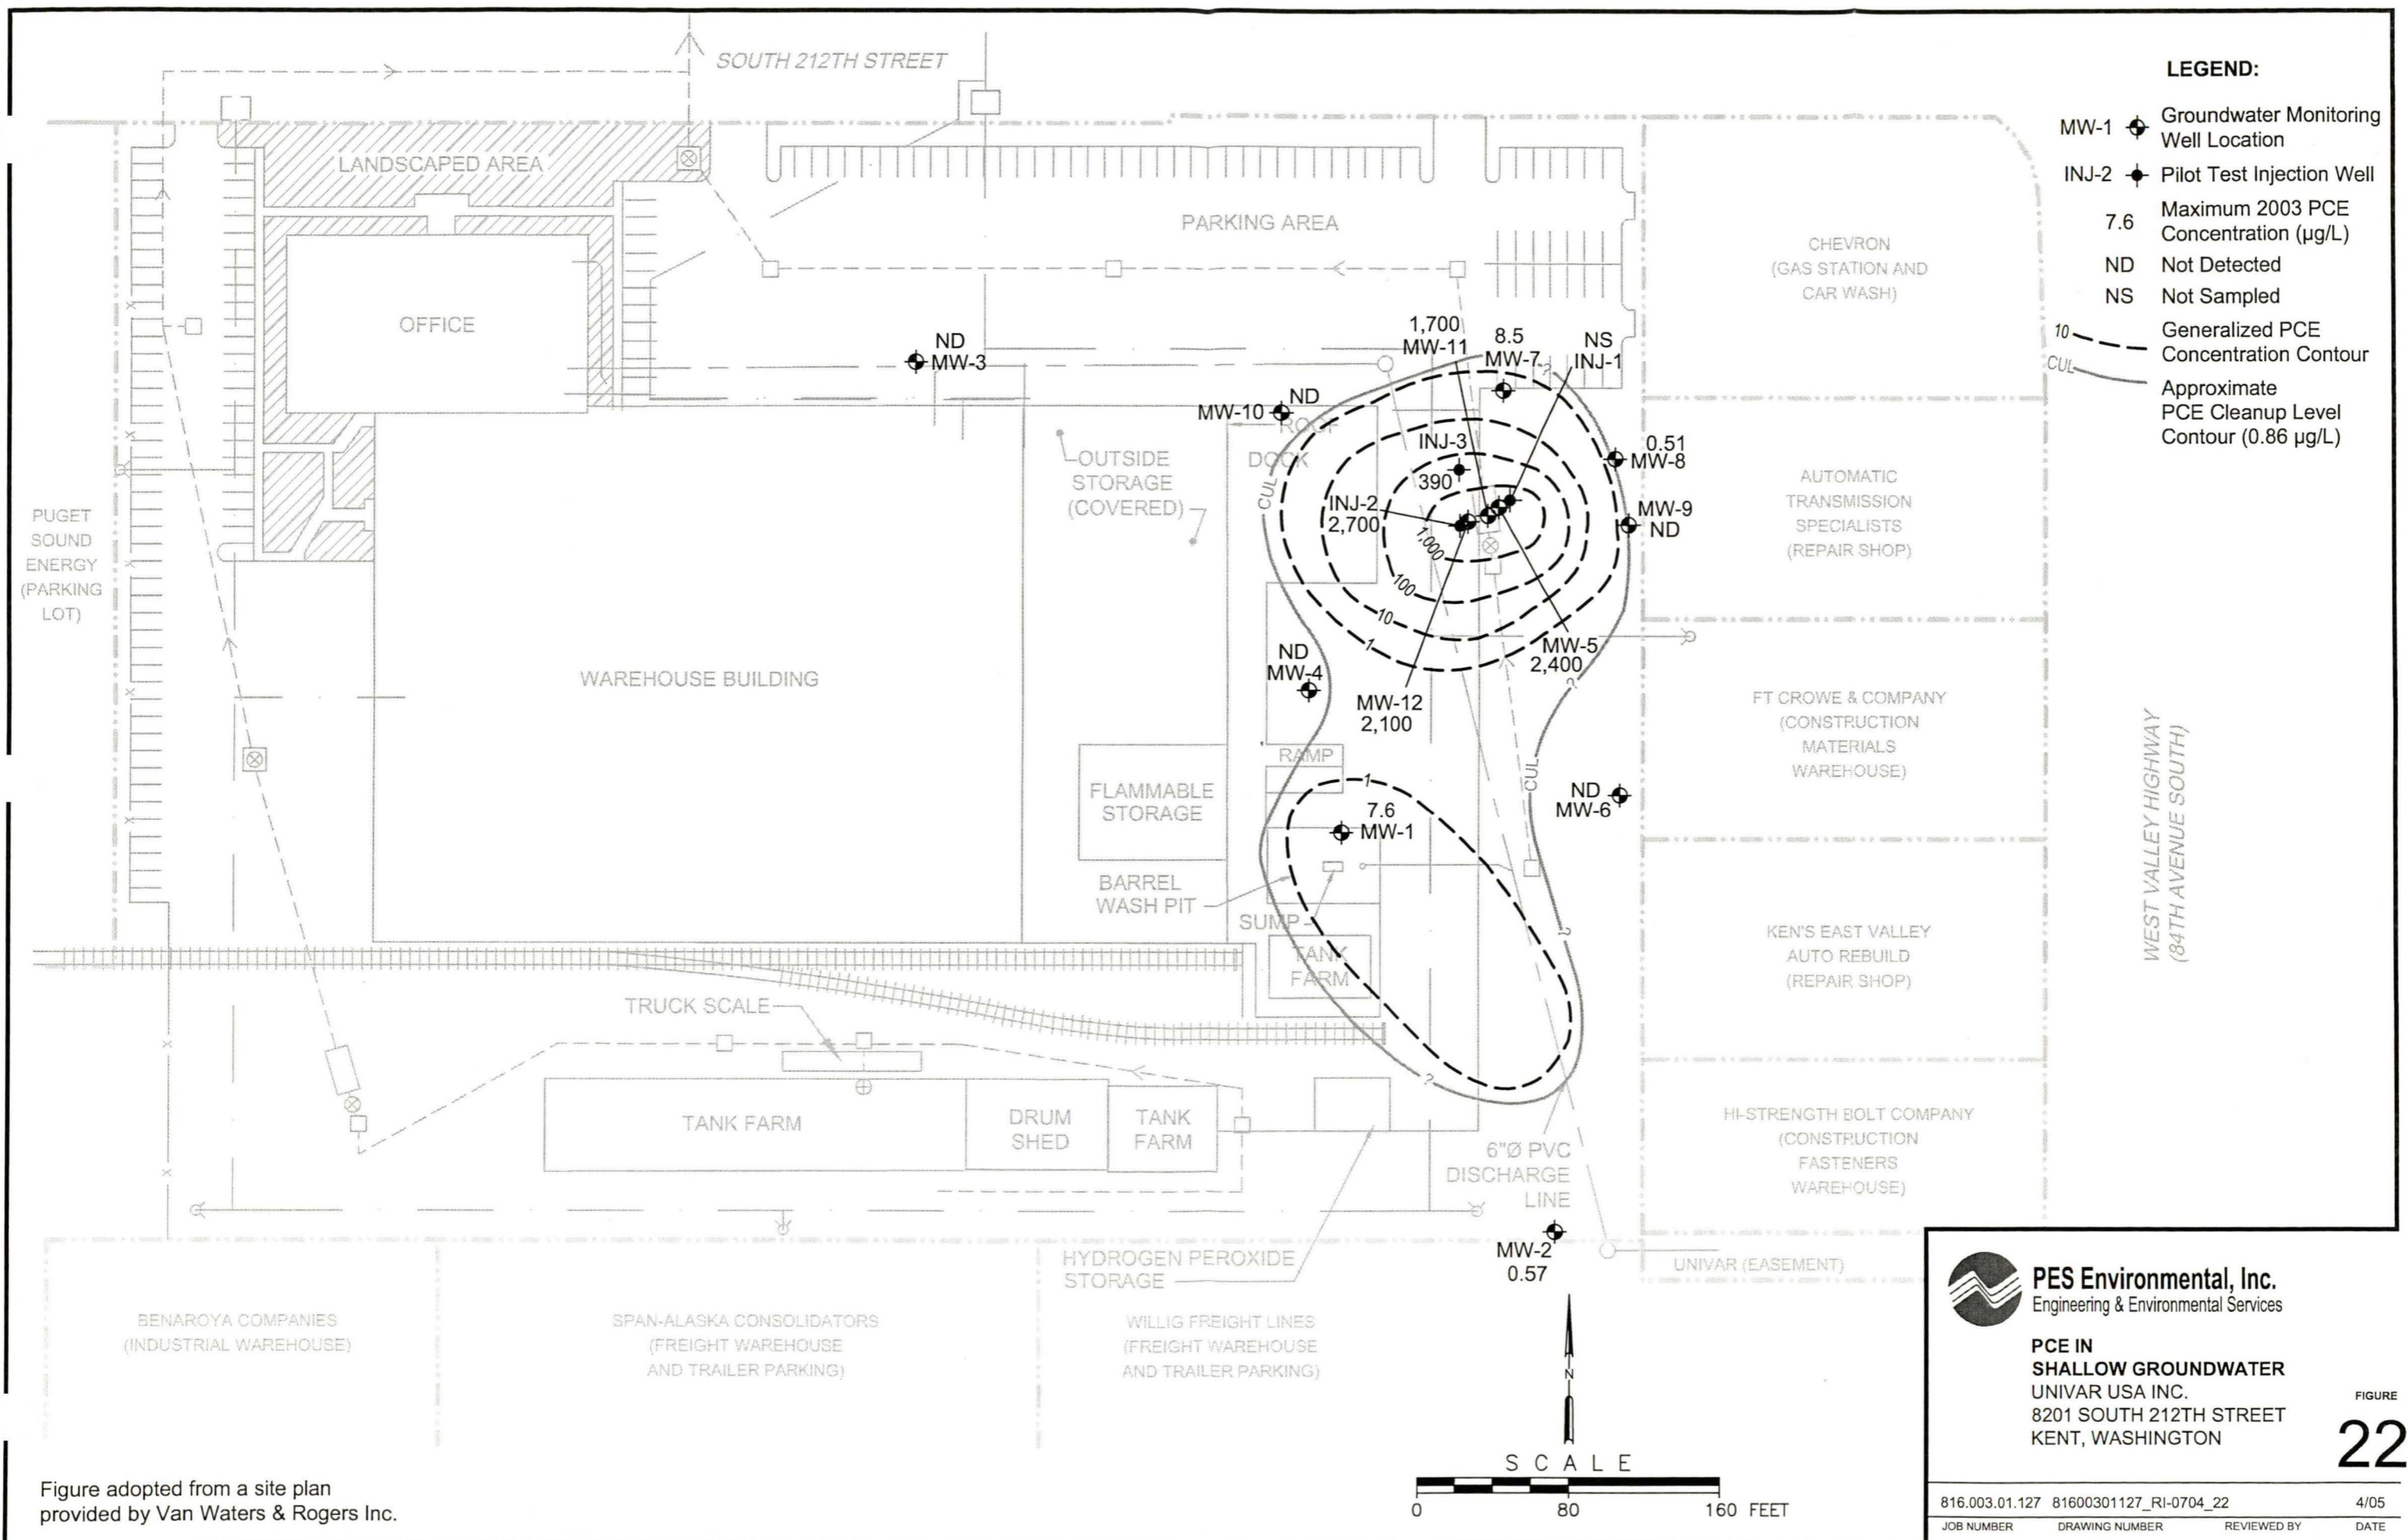 SOUTH 212TH STREET
LEGEND:
MW-1
Groundwater Monitoring
Well Location
INJ-2
Pilot Test Injection Well
7.6
Maximum 2003 PCE
Concentration (µg/L)
ND
Not Detected
NS
Not Sampled
10
Generalized PCE
Concentration Contour
CUL
Approximate
PCE Cleanup Level
Contour (0.86 µg/L)
LANDSCAPED AREA
PARKING AREA
CHEVRON
(GAS STATION AND
CAR WASH)
OFFICE
ND
MW-3
1,700
MW-11
8.5
MW-7
NS
INJ-1
?
ND
MW-10
ROOF
DOCK
OUTSIDE
STORAGE
(COVERED)
INJ-3
390
0.51
MW-8
CUL
INJ-2
2,700
MW-9
ND
1,000
100
10
1
AUTOMATIC
TRANSMISSION
SPECIALISTS
(REPAIR SHOP)
PUGET
SOUND
ENERGY
(PARKING
LOT)
MW-5
2,400
ND
MW-4
MW-12
2,100
?
WAREHOUSE BUILDING
FT CROWE & COMPANY
(CONSTRUCTION
MATERIALS
WAREHOUSE)
WEST VALLEY HIGHWAY
(84TH AVENUE SOUTH)
RAMP
1
CUL
FLAMMABLE
STORAGE
7.6
MW-1
ND
MW-6
BARREL
WASH PIT
SUMP
TANK
FARM
?
KEN'S EAST VALLEY
AUTO REBUILD
(REPAIR SHOP)
TRUCK SCALE
?
TANK FARM
DRUM
SHED
TANK
FARM
HI-STRENGTH BOLT COMPANY
(CONSTRUCTION
FASTENERS
WAREHOUSE)
6"Ø PVC
DISCHARGE
LINE
HYDROGEN PEROXIDE
STORAGE
MW-2
0.57
UNIVAR (EASEMENT)
BENAROYA COMPANIES
(INDUSTRIAL WAREHOUSE)
SPAN-ALASKA CONSOLIDATORS
(FREIGHT WAREHOUSE
AND TRAILER PARKING)
WILLIG FREIGHT LINES
(FREIGHT WAREHOUSE
AND TRAILER PARKING)
N
SCALE
0 80 160 FEET
Figure adopted from a site plan
provided by Van Waters & Rogers Inc.
PES Environmental, Inc.
Engineering & Environmental Services
PCE IN
SHALLOW GROUNDWATER
UNIVAR USA INC.
8201 SOUTH 212TH STREET
KENT, WASHINGTON
FIGURE
22
816.003.01.127 81600301127_RI-0704_22 4/05
JOB NUMBER DRAWING NUMBER REVIEWED BY DATE